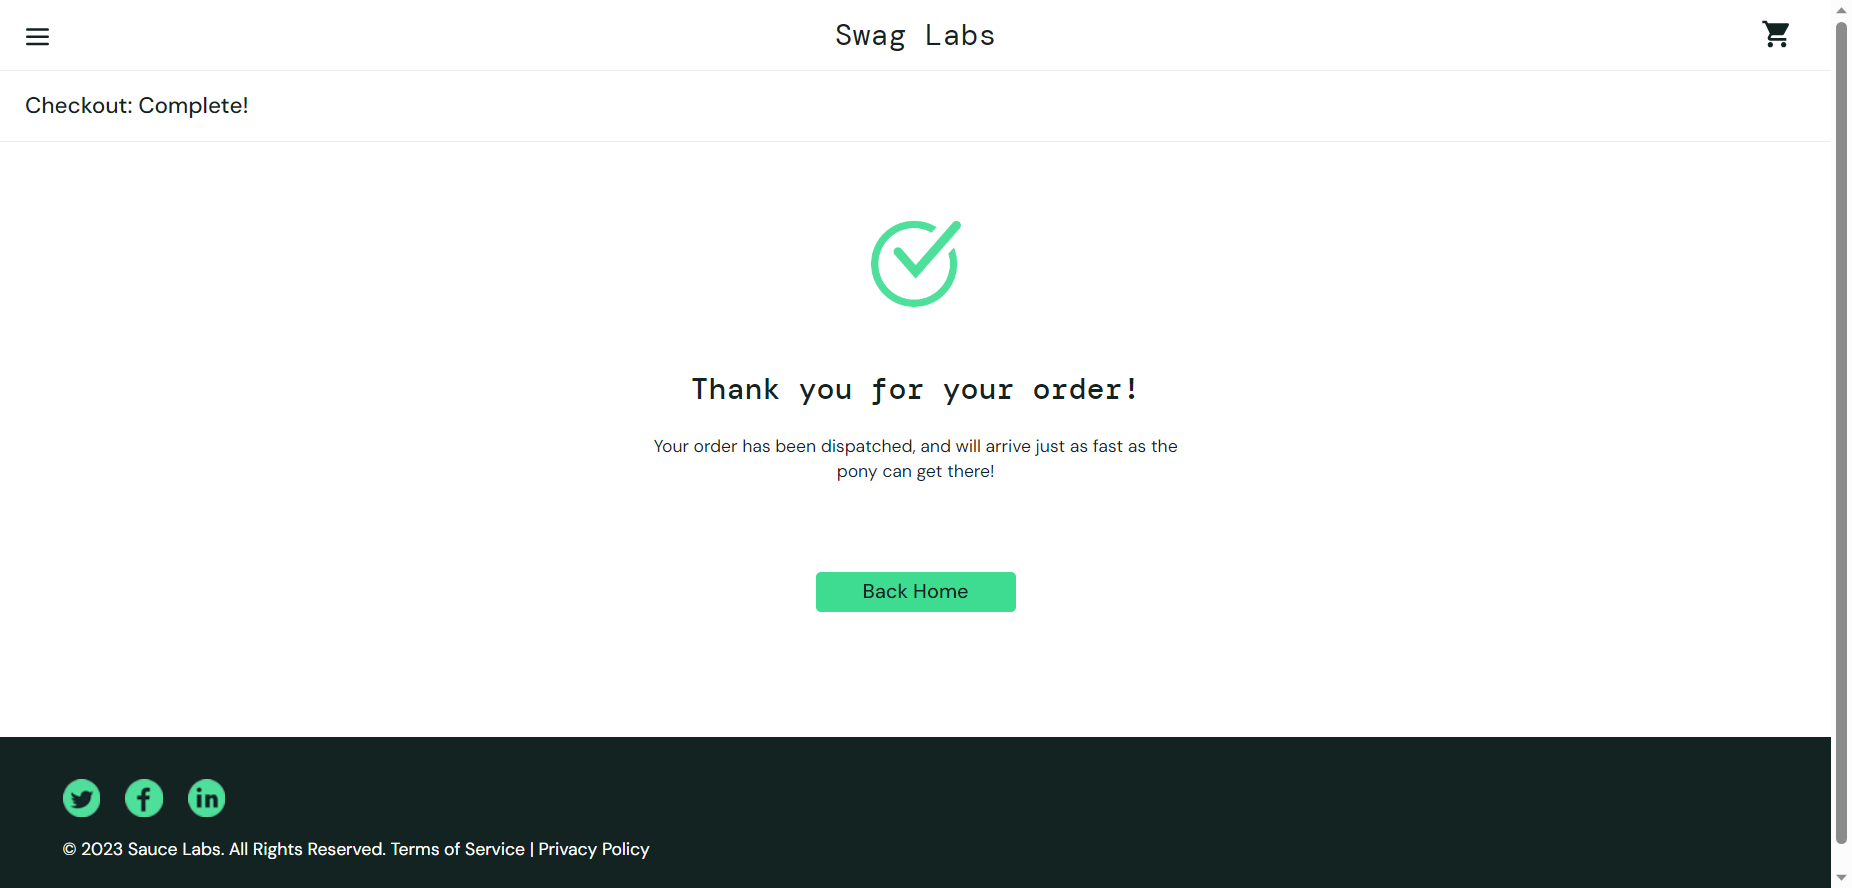 Swag Labs
Checkout: Complete!
Thank you for your order!
Your order has been dispatched, and will arrive just as fast as the
pony can get there!
Back Home
© 2023 Sauce Labs. All Rights Reserved. Terms of Service | Privacy Policy